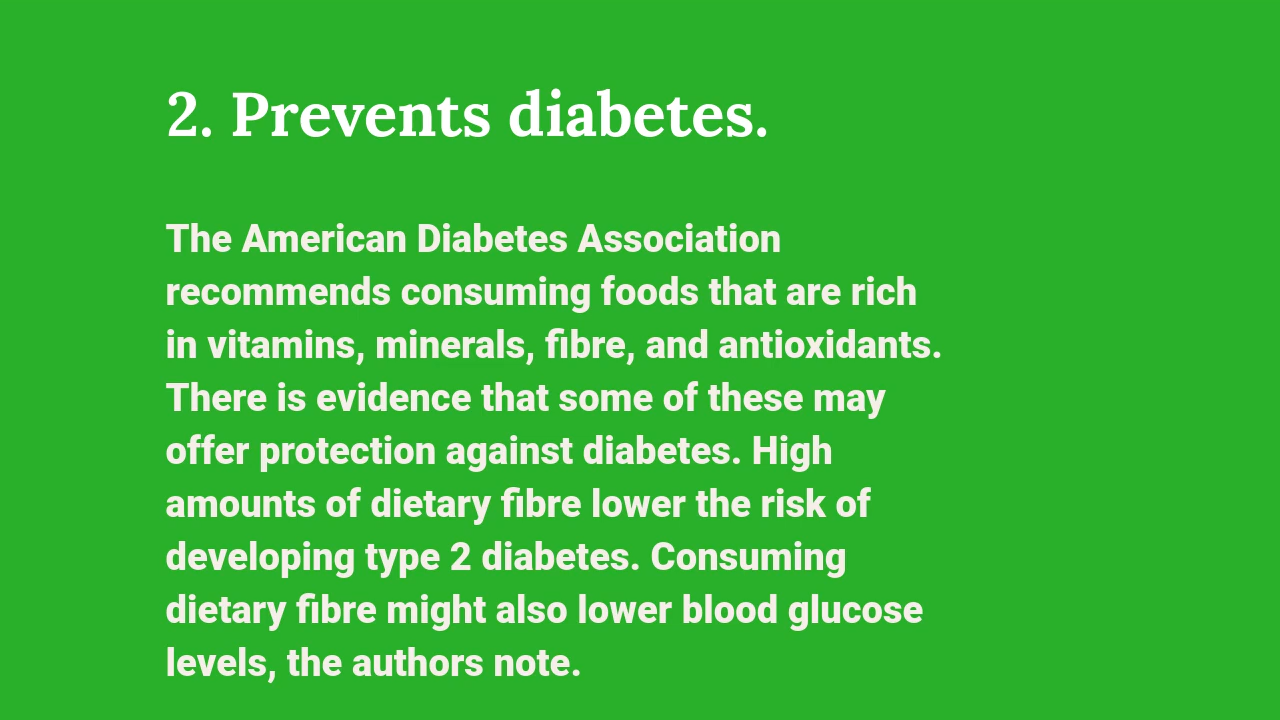 2. Prevents diabetes.
The American Diabetes Association
recommends consuming foods that are rich
in vitamins, minerals, fibre, and antioxidants.
There is evidence that some of these may
offer protection against diabetes. High
amounts of dietary fibre lower the risk of
developing type 2 diabetes. Consuming
dietary fibre might also lower blood glucose
levels, the authors note.